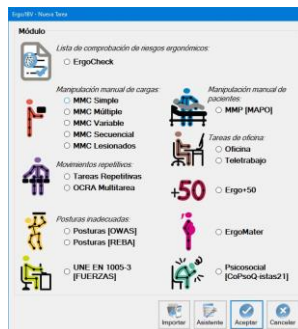 ErgoIBV - Nueva Tarea
Módulo
Lista de comprobación de riesgos ergonómicos:
ErgoCheck
Manipulación manual de cargas:
MMC Simple
MMC Múltiple
MMC Variable
MMC Secuencial
MMC Lesionados
Movimientos repetitivos:
Tareas Repetitivas
OCRA Multitarea
Posturas inadecuadas:
Posturas [OWAS]
Posturas [REBA]
UNE EN 1005-3
[FUERZAS]
Manipulación manual de
pacientes:
MMP [MAPO]
Tareas de oficina:
Oficina
Teletrabajo
+50
Ergo+50
ErgoMater
Psicosocial
[CoPsoQ-istas21]
Importar
Asistente
Aceptar
Cancelar